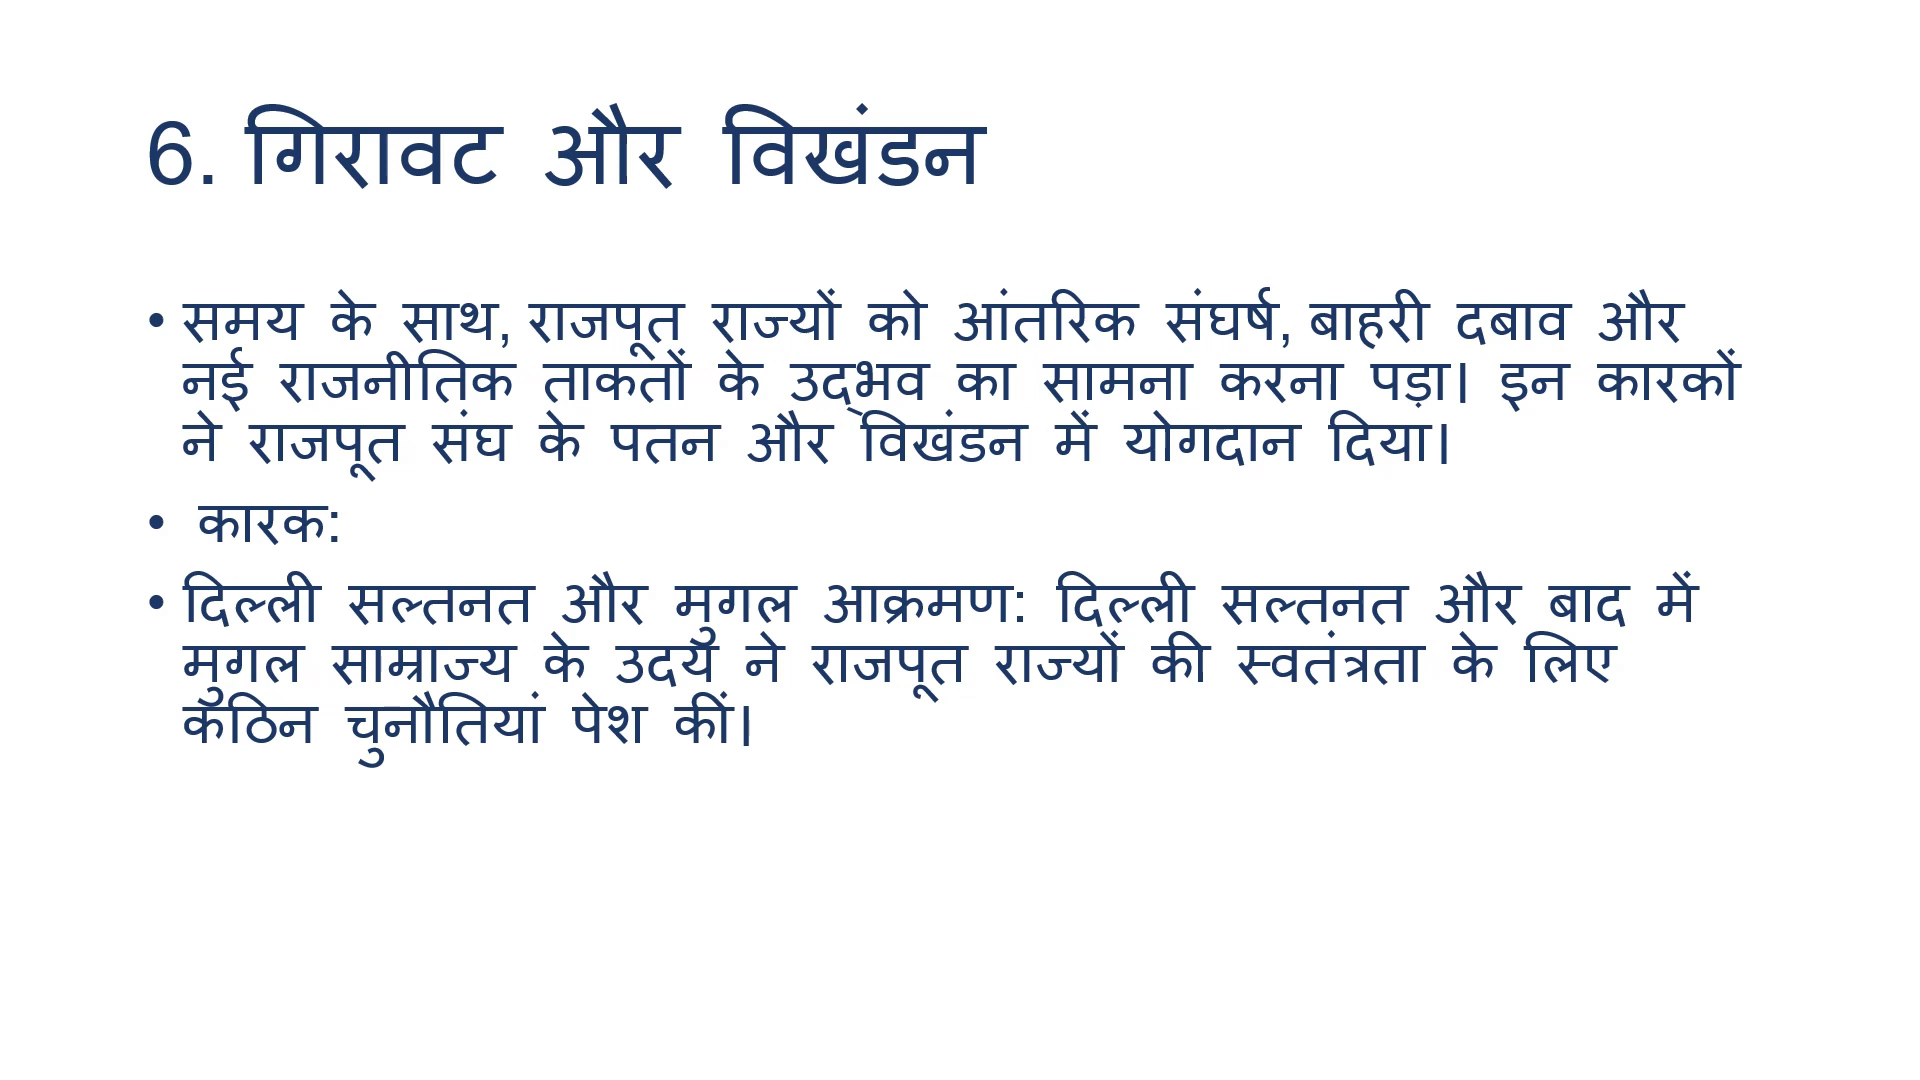 6. गिरावट और विखंडन
• समय के साथ, राजपूत राज्यों को आंतरिक संघर्ष, बाहरी दबाव और
नई राजनीतिक ताकतों के उद्भव का सामना करना पड़ा। इन कारकों
ने राजपूत संघ के पतन और विखंडन में योगदान दिया।
• कारक:
• दिल्ली सल्तनत और मुगल आक्रमण: दिल्ली सल्तनत और बाद में
मुगल साम्राज्य के उदय ने राजपूत राज्यों की स्वतंत्रता के लिए
कठिन चुनौतियां पेश कीं।